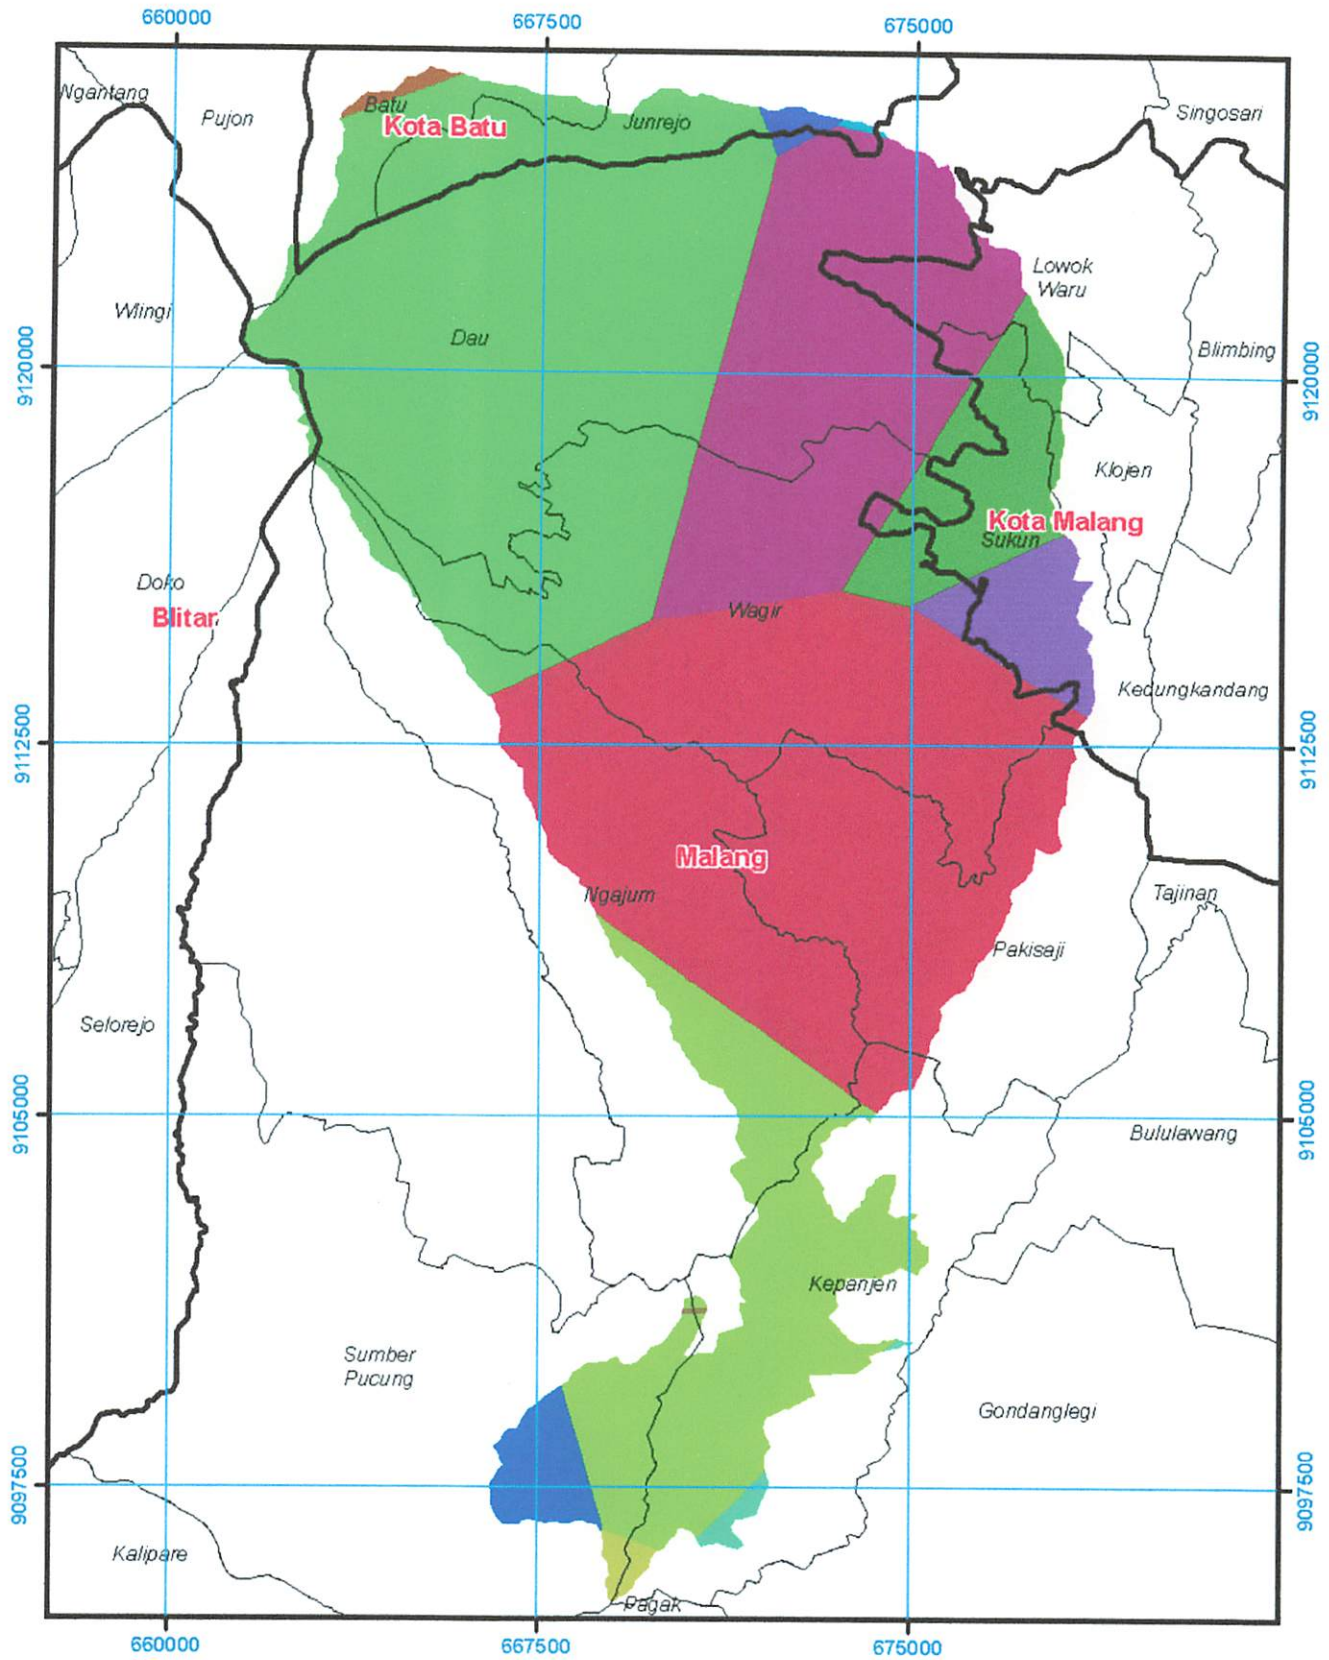 660000
667500
675000
Ngantang
Pujon
Batu
Kota Batu
Junrejo
Singosari
Lowok
Waru
Wlingi
Dau
Blimbing
9120000
9120000
Klojen
Kota Malang
Sukun
Doko
Blitar
Wagir
Kedungkandang
9112500
9112500
Malang
Ngajum
Tajinan
Pakisaji
Selorejo
9105000
9105000
Bululawang
Kepanjen
Sumber
Pucung
Gondanglegi
9097500
9097500
Kalipare
Pagak
660000
667500
675000